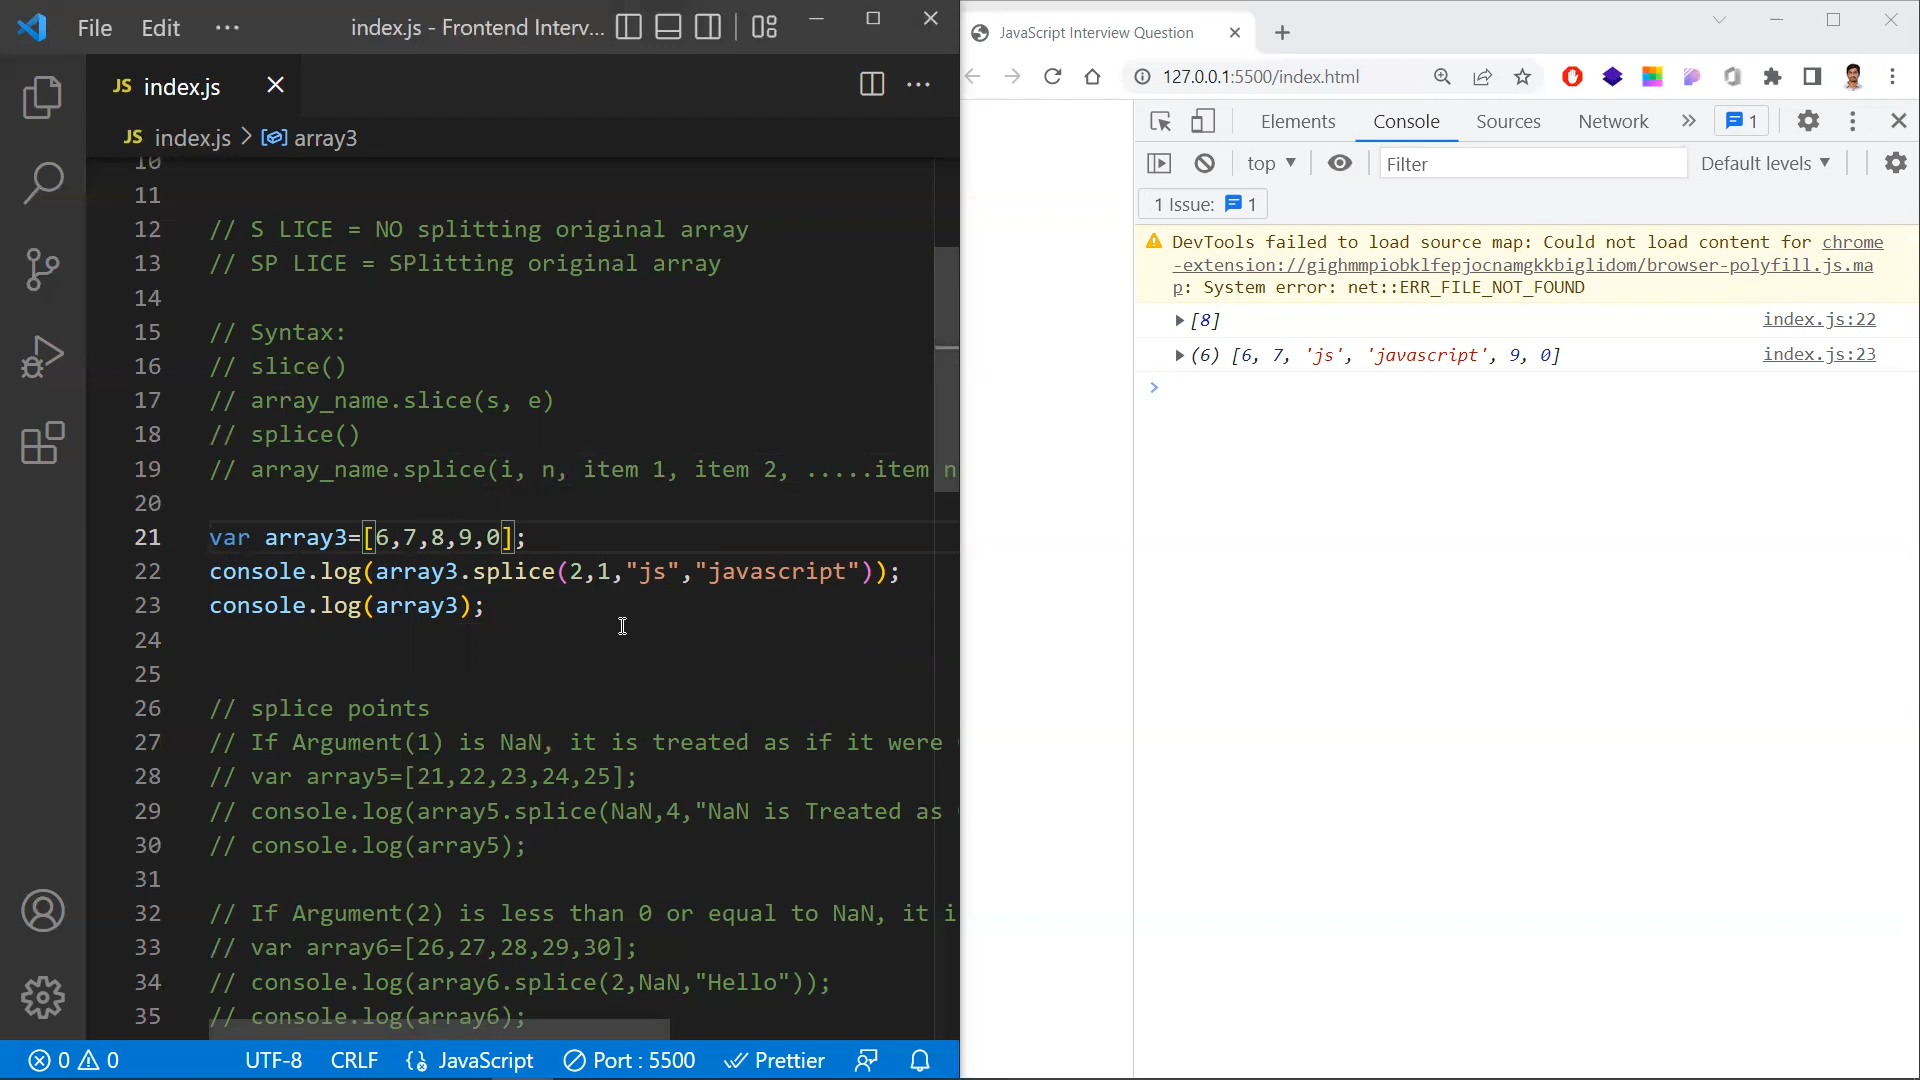 File Edit ··· index.js - Frontend Interv...
JS index.js
JS index.js > array3
10
11
12 // S LICE = NO splitting original array
13 // SP LICE = SPlitting original array
14
15 // Syntax:
16 // slice()
17 // array_name.slice(s, e)
18 // splice()
19 // array_name.splice(i, n, item 1, item 2, .....item n
20
21 var array3=[6,7,8,9,0];
22 console.log(array3.splice(2,1,"js","javascript"));
23 console.log(array3);
24
25
26 // splice points
27 // If Argument(1) is NaN, it is treated as if it were
28 // var array5=[21,22,23,24,25];
29 // console.log(array5.splice(NaN,4,"NaN is Treated as
30 // console.log(array5);
31
32 // If Argument(2) is less than 0 or equal to NaN, it i
33 // var array6=[26,27,28,29,30];
34 // console.log(array6.splice(2,NaN,"Hello"));
35 // console.log(array6);
0 0 UTF-8 CRLF JavaScript Port : 5500 Prettier
JavaScript Interview Question
127.0.0.1:5500/index.html
Elements Console Sources Network » 1
top Filter Default levels
1 Issue: 1
DevTools failed to load source map: Could not load content for chrome
-extension://gighmmpiobklfepjocnamgkkbiglidom/browser-polyfill.js.ma
p: System error: net::ERR_FILE_NOT_FOUND
[8] index.js:22
(6) [6, 7, 'js', 'javascript', 9, 0] index.js:23